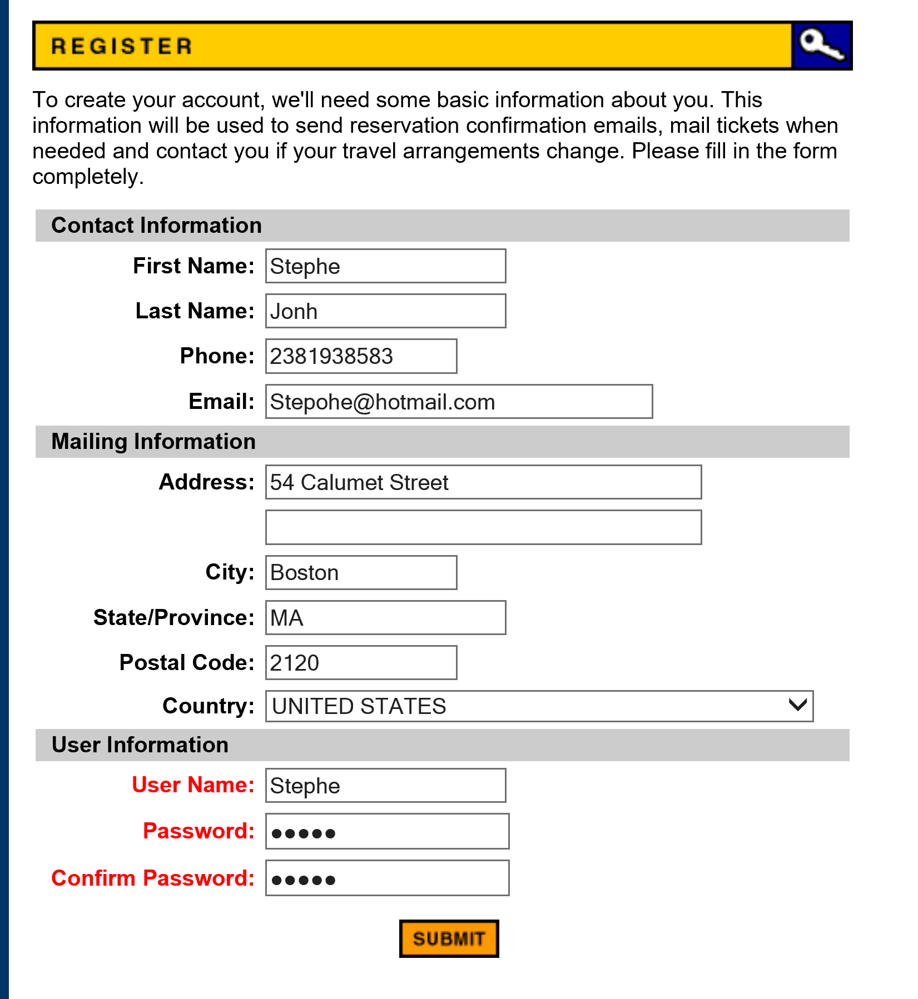 REGISTER
To create your account, we'll need some basic information about you. This
information will be used to send reservation confirmation emails, mail tickets when
needed and contact you if your travel arrangements change. Please fill in the form
completely.
Contact Information
First Name: Stephe
Last Name: Jonh
Phone: 2381938583
Email: Stepohe@hotmail.com
Mailing Information
Address: 54 Calumet Street
City: Boston
State/Province: MA
Postal Code: 2120
Country: UNITED STATES
User Information
User Name: Stephe
Password: •••••
Confirm Password: •••••
SUBMIT